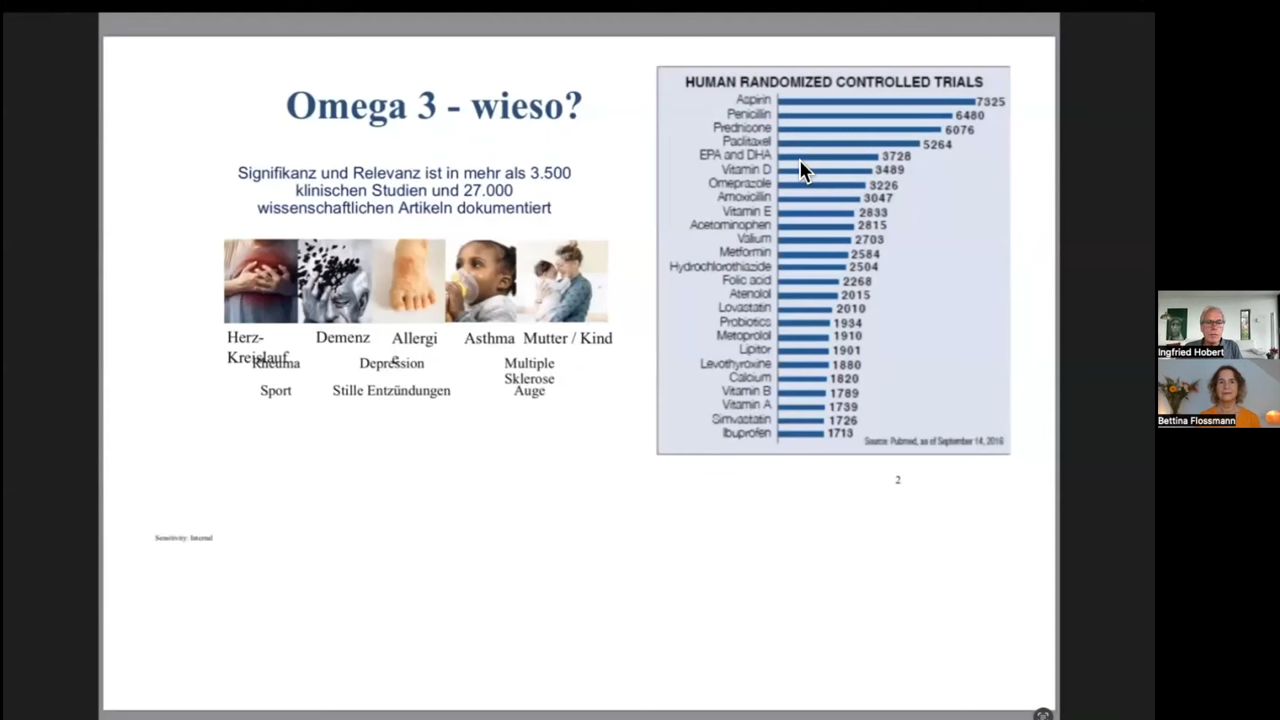 Omega 3 - wieso?
Signifikanz und Relevanz ist in mehr als 3.500
klinischen Studien und 27.000
wissenschaftlichen Artikeln dokumentiert
Herz-
Kreislauf
Demenz
Allergi
e
Asthma
Mutter / Kind
Rheuma
Depression
Multiple
Sklerose
Sport
Stille Entzündungen
Auge
HUMAN RANDOMIZED CONTROLLED TRIALS
Aspirin 7325
Penicillin 6480
Prednisone 6076
Paclitaxel 5264
EPA and DHA 3728
Vitamin D 3489
Omeprazole 3226
Amoxicillin 3047
Vitamin E 2833
Acetominophen 2815
Valium 2703
Metformin 2584
Hydrochlorothiazide 2504
Folic acid 2268
Atenolol 2015
Lovastatin 2010
Probiotics 1934
Metoprolol 1910
Lipitor 1901
Levothyroxine 1880
Calcium 1820
Vitamin B 1789
Vitamin A 1739
Simvastatin 1726
Ibuprofen 1713
Source: Pubmed, as of September 14, 2016
2
Sensitivity: Internal
Ingfried Hobert
Bettina Flossmann